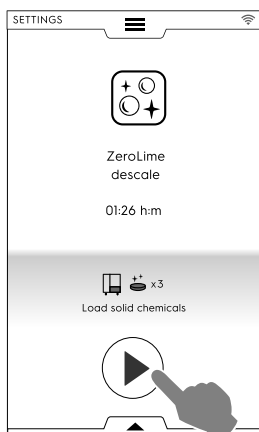 SETTINGS
ZeroLime
descale
01:26 h:m
x3
Load solid chemicals